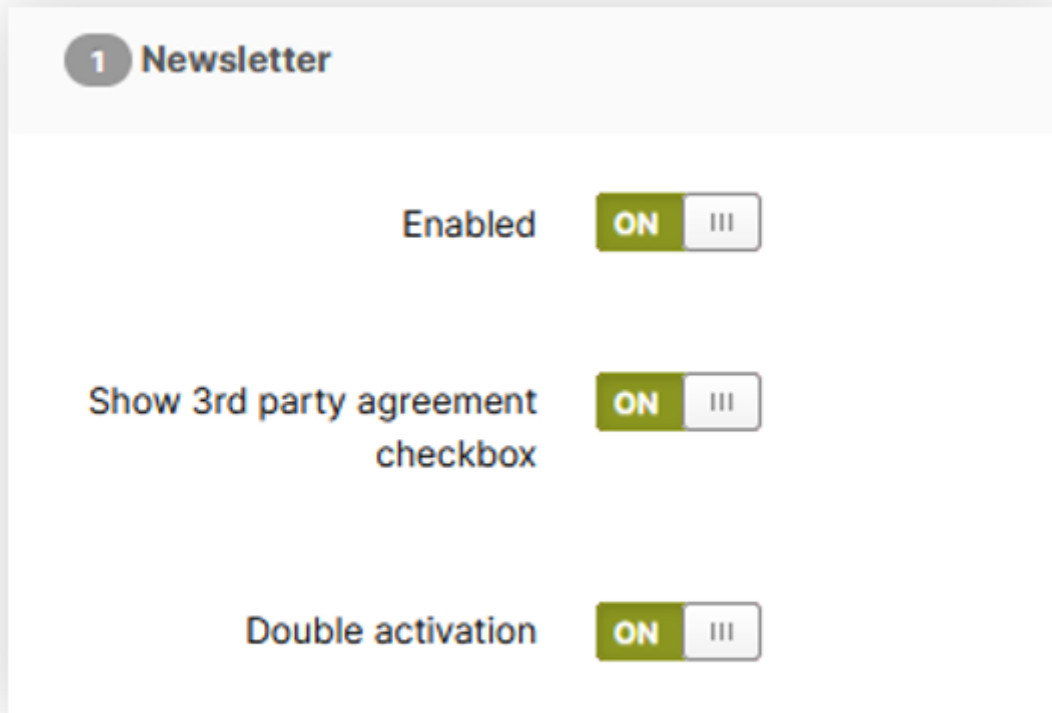 1 Newsletter
Enabled ON
Show 3rd party agreement ON
checkbox
Double activation ON